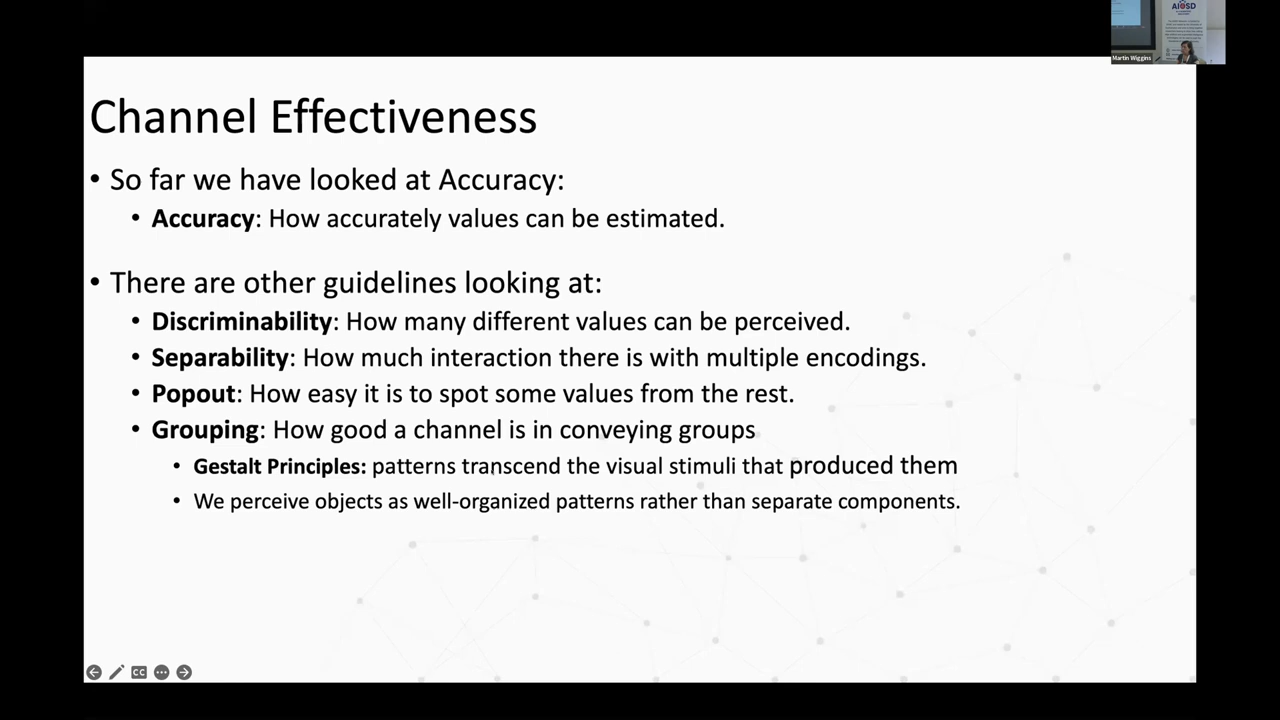 AIOSD
Martin Wiggins
Channel Effectiveness
• So far we have looked at Accuracy:
• Accuracy: How accurately values can be estimated.
• There are other guidelines looking at:
• Discriminability: How many different values can be perceived.
• Separability: How much interaction there is with multiple encodings.
• Popout: How easy it is to spot some values from the rest.
• Grouping: How good a channel is in conveying groups
• Gestalt Principles: patterns transcend the visual stimuli that produced them
• We perceive objects as well-organized patterns rather than separate components.
CC